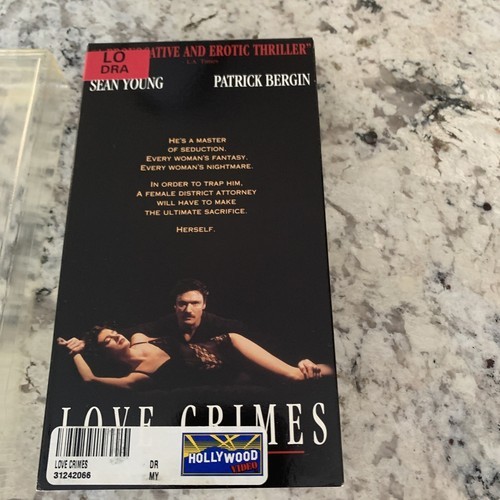 ATIVE AND EROTIC THRILLER"
L.A. Times
LO
DRA
SEAN YOUNG PATRICK BERGIN
HE'S A MASTER
OF SEDUCTION.
EVERY WOMAN'S FANTASY.
EVERY WOMAN'S NIGHTMARE.
IN ORDER TO TRAP HIM,
A FEMALE DISTRICT ATTORNEY
WILL HAVE TO MAKE
THE ULTIMATE SACRIFICE.
HERSELF.
LOVE CRIMES
LOVE CRIMES DR
31242066 MY
HOLLYWOOD
VIDEO